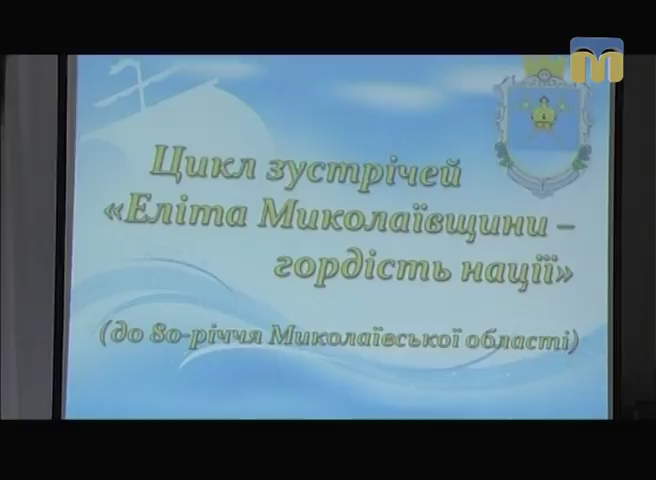 Цикл зустрічей
«Еліта Миколаївщини –
гордість нації»
(до 80-річчя Миколаївської області)